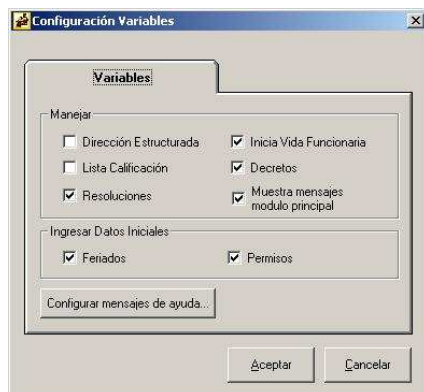 Configuración Variables
Variables
Manejar
Dirección Estructurada
Inicia Vida Funcionaria
Lista Calificación
Decretos
Resoluciones
Muestra mensajes
modulo principal
Ingresar Datos Iniciales
Feriados
Permisos
Configurar mensajes de ayuda...
Aceptar
Cancelar